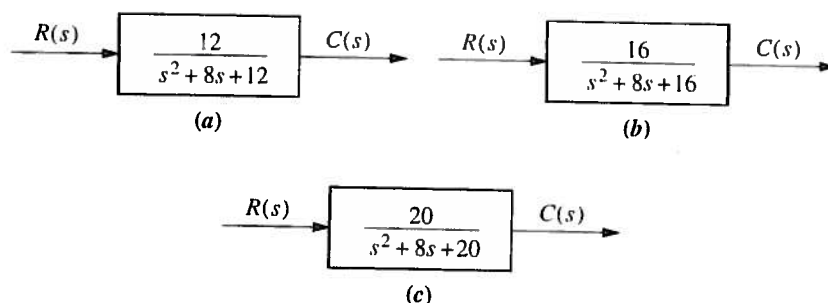 R(s) 12 / s² + 8s + 12 C(s)
(a)
R(s) 16 / s² + 8s + 16 C(s)
(b)
R(s) 20 / s² + 8s + 20 C(s)
(c)